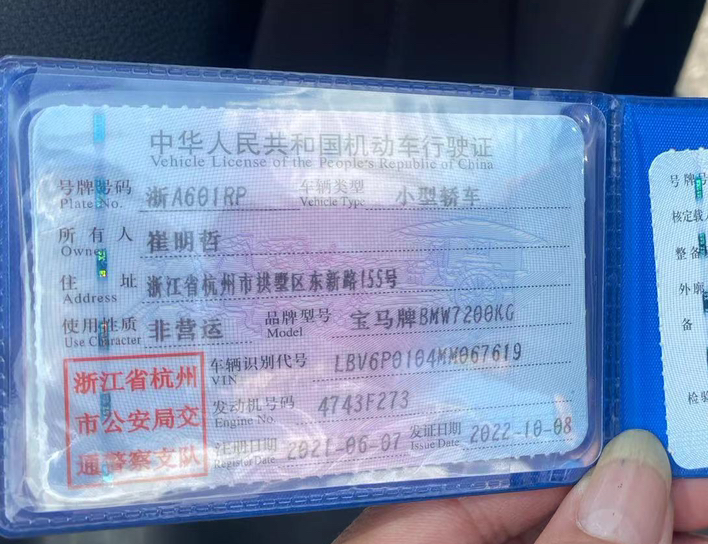 中华人民共和国机动车行驶证
Vehicle License of the People's Republic of China
号牌号码 浙A601RP 车辆类型 小型轿车
Plate No. Vehicle Type
所有人 崔明哲
Owner
住址 浙江省杭州市拱墅区东新路155号
Address
使用性质 非营运 品牌型号 宝马牌BMW7200KG
Use Character Model
车辆识别代号 LBV6P0104MM067619
VIN
发动机号码 4743F273
Engine No.
注册日期 2021-06-07 发证日期 2022-10-08
Register Date Issue Date
浙江省杭州
市公安局交
通警察支队
号牌号
核定载
整备
外廓
备
检验